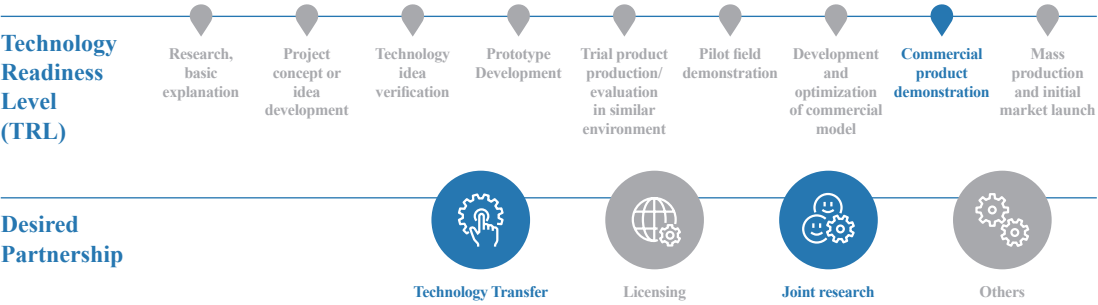 Technology
Readiness
Level
(TRL)
Research,
basic
explanation
Project
concept or
idea
development
Technology
idea
verification
Prototype
Development
Trial product
production/
evaluation
in similar
environment
Pilot field
demonstration
Development
and
optimization
of commercial
model
Commercial
product
demonstration
Mass
production
and initial
market launch
Desired
Partnership
Technology Transfer
Licensing
Joint research
Others